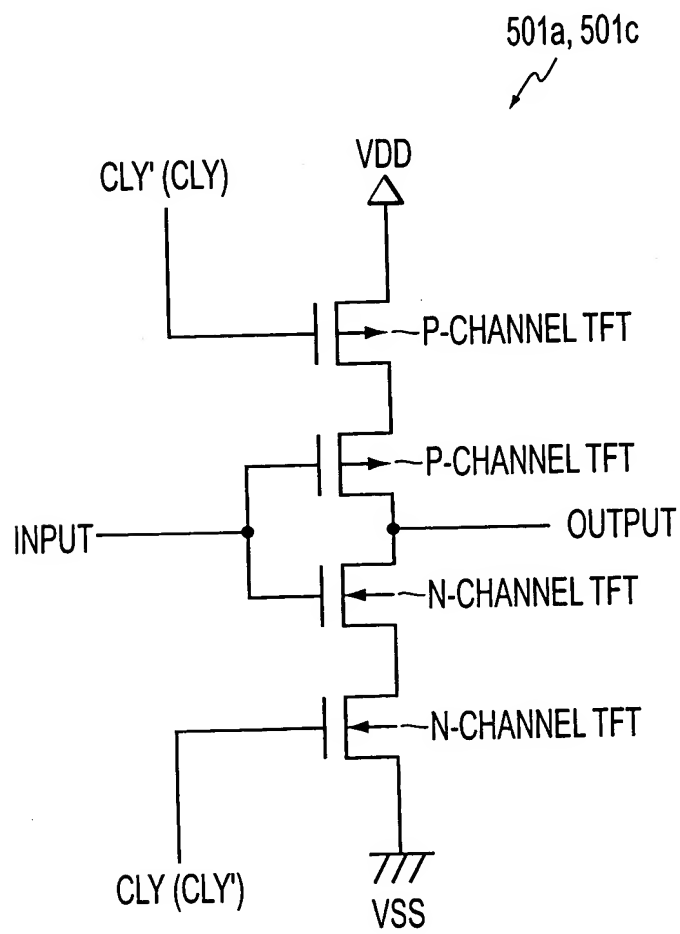 501a, 501c
VDD
CLY' (CLY)
P-CHANNEL TFT
P-CHANNEL TFT
INPUT
OUTPUT
N-CHANNEL TFT
N-CHANNEL TFT
CLY (CLY')
VSS